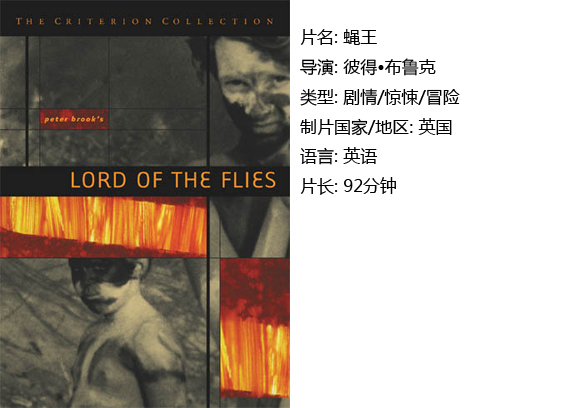 THE CRITERION COLLECTION
peter brook's
LORD OF THE FLIES
片名: 蝇王
导演: 彼得•布鲁克
类型: 剧情/惊悚/冒险
制片国家/地区: 英国
语言: 英语
片长: 92分钟